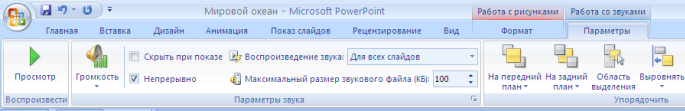 Мировой океан - Microsoft PowerPoint
Работа с рисунками
Работа со звуками
Главная Вставка Дизайн Анимация Показ слайдов Рецензирование Вид Формат Параметры
Просмотр
Громкость
Скрыть при показе
Непрерывно
Воспроизведение звука: Для всех слайдов
Максимальный размер звукового файла (КБ): 100
На передний план
На задний план
Область выделения
Выровнять
Воспроизвести
Параметры звука
Упорядочить